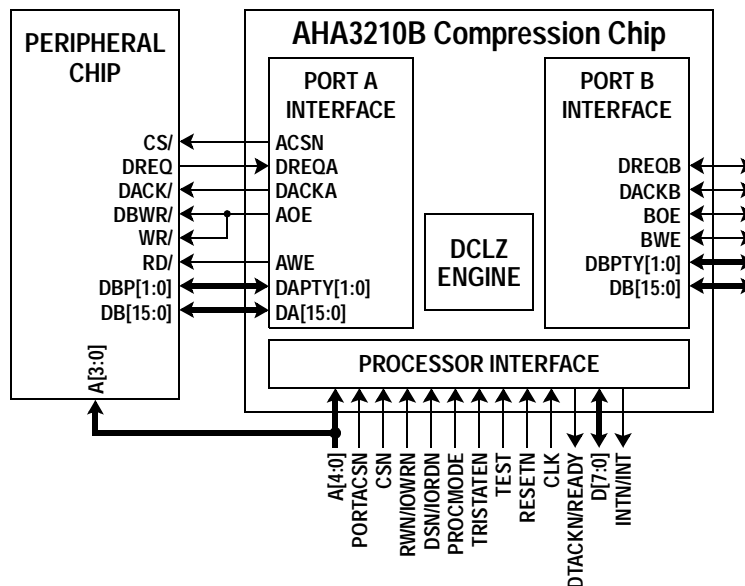 PERIPHERAL
CHIP
CS/
DREQ
DACK/
DBWR/
WR/
RD/
DBP[1:0]
DB[15:0]
A[3:0]
AHA3210B Compression Chip
PORT A
INTERFACE
ACSN
DREQA
DACKA
AOE
AWE
DAPTY[1:0]
DA[15:0]
DCLZ
ENGINE
PORT B
INTERFACE
DREQB
DACKB
BOE
BWE
DBPTY[1:0]
DB[15:0]
PROCESSOR INTERFACE
A[4:0]
PORTACSN
CSN
RWN/IOWRN
DSN/IORDN
PROCMODE
TRISTATEN
TEST
RESETN
CLK
DTACKN/READY
D[7:0]
INTN/INT